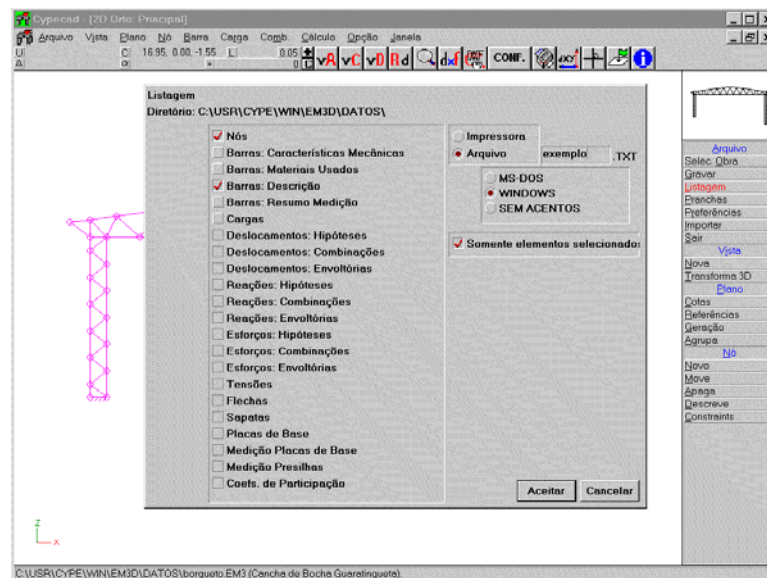 Cypecad - [2D Orto: Principal]
Arquivo Vista Plano Nó Barra Carga Comb. Cálculo Opção Janela
U: C: 16.95, 0.00, -1.55 L: 0.05
Δ: α: = 0
CONF.
Listagem
Diretório: C:\USR\CYPE\WIN\EM3D\DATOS\
Nós
Barras: Características Mecânicas
Barras: Materiais Usados
Barras: Descrição
Barras: Resumo Medição
Cargas
Deslocamentos: Hipóteses
Deslocamentos: Combinações
Deslocamentos: Envoltórias
Reações: Hipóteses
Reações: Combinações
Reações: Envoltórias
Esforços: Hipóteses
Esforços: Combinações
Esforços: Envoltórias
Tensões
Flechas
Sapatas
Placas de Base
Medição Placas de Base
Medição Presilhas
Coefs. de Participação
Impressora
Arquivo exemplo .TXT
MS-DOS
WINDOWS
SEM ACENTOS
Somente elementos selecionado
Aceitar Cancelar
Arquivo
Selec. Obra
Gravar
Listagem
Pranchas
Preferências
Importar
Sair
Vista
Nova
Transforma 3D
Plano
Cotas
Referências
Geração
Agrupa
Nó
Novo
Move
Apaga
Descreve
Constraints
Z
X
C:\USR\CYPE\WIN\EM3D\DATOS\borgueto.EM3 (Cancha de Bocha Guaratingueta)